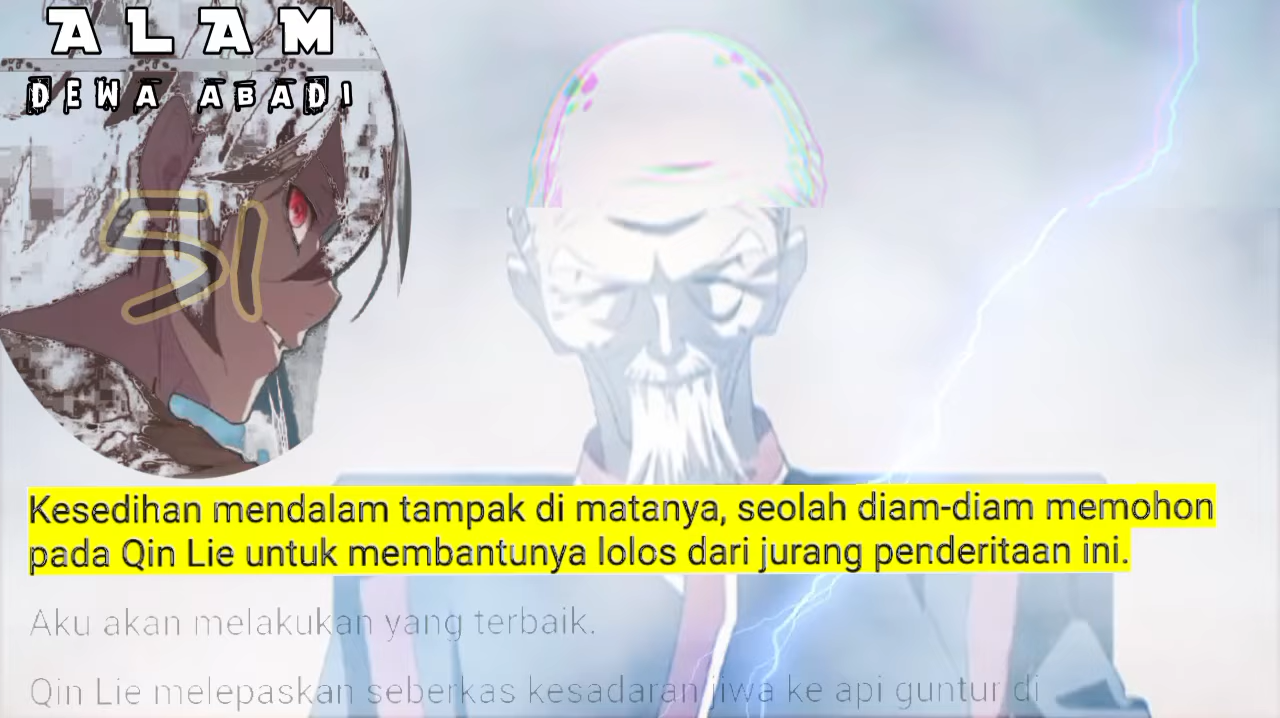 ALAM
DEWA ABADI
51
Kesedihan mendalam tampak di matanya, seolah diam-diam memohon
pada Qin Lie untuk membantunya lolos dari jurang penderitaan ini.
Aku akan melakukan yang terbaik.
Qin Lie melepaskan seberkas kesadaran jiwa ke api guntur di